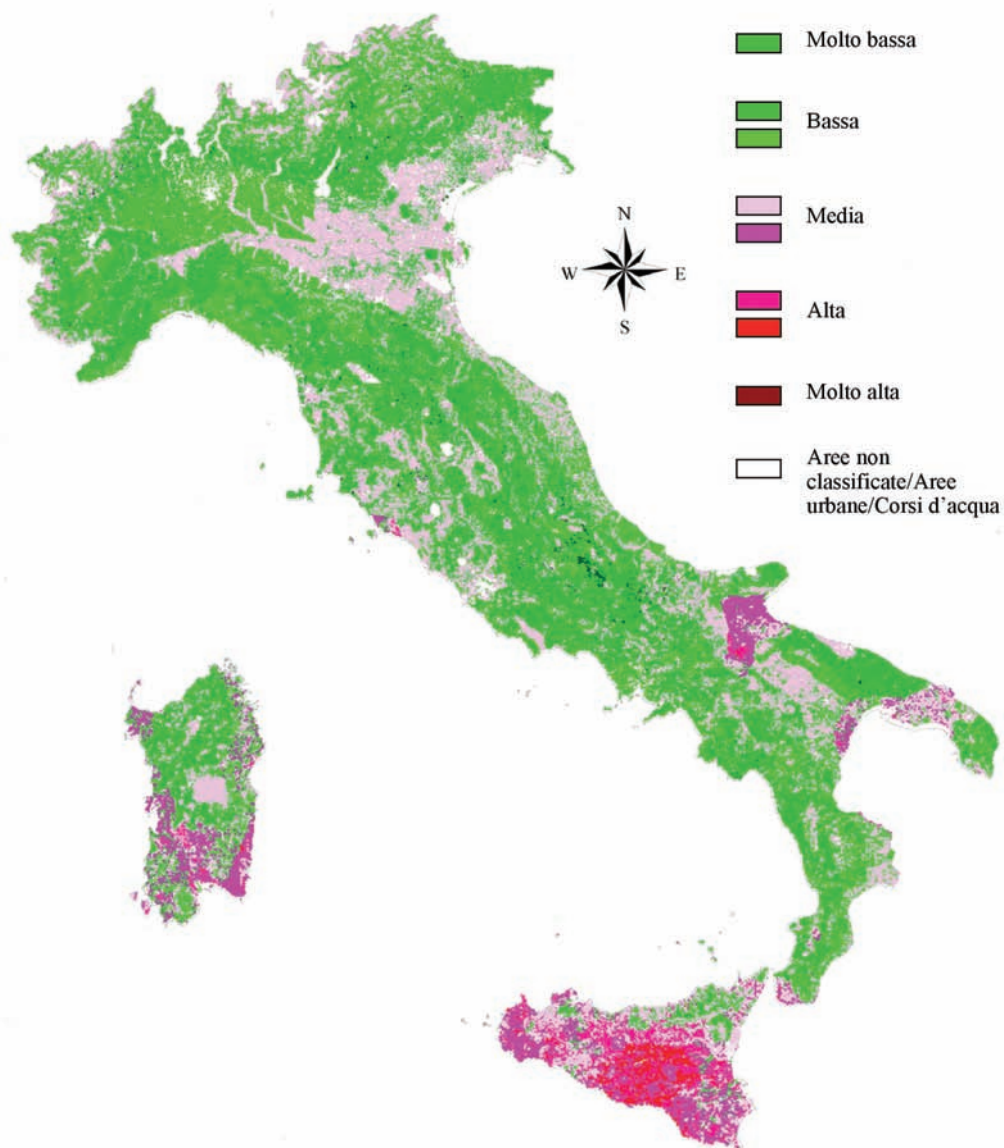 Molto bassa
Bassa
Media
N
W
E
S
Alta
Molto alta
Aree non
classificate/Aree
urbane/Corsi d'acqua